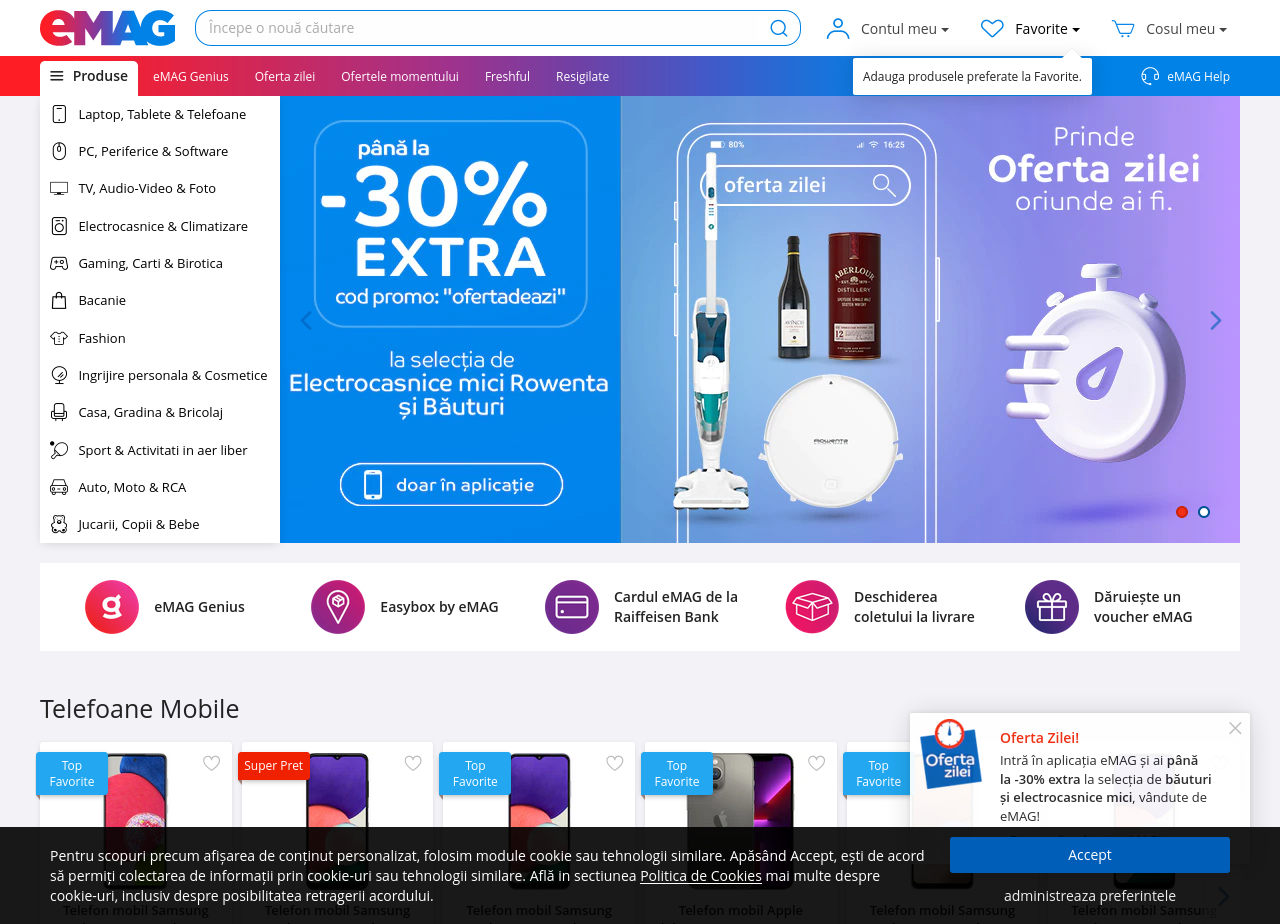 eMAG
Începe o nouă căutare
Contul meu
Favorite
Cosul meu
Produse
eMAG Genius
Oferta zilei
Ofertele momentului
Freshful
Resigilate
Adauga produsele preferate la Favorite.
eMAG Help
Laptop, Tablete & Telefoane
PC, Periferice & Software
TV, Audio-Video & Foto
Electrocasnice & Climatizare
Gaming, Carti & Birotica
Bacanie
Fashion
Ingrijire personala & Cosmetice
Casa, Gradina & Bricolaj
Sport & Activitati in aer liber
Auto, Moto & RCA
Jucarii, Copii & Bebe
până la
-30%
EXTRA
cod promo: "ofertadeazi"
la selecția de
Electrocasnice mici Rowenta
și Băuturi
doar în aplicație
80%
16:25
oferta zilei
ABERLOUR
DISTILLERY
12
ROWENTA
Prinde
Oferta zilei
oriunde ai fi.
g
eMAG Genius
Easybox by eMAG
Cardul eMAG de la
Raiffeisen Bank
Deschiderea
coletului la livrare
Dăruiește un
voucher eMAG
Telefoane Mobile
Top
Favorite
Super Pret
Top
Favorite
Top
Favorite
Top
Favorite
Oferta
zilei
Oferta Zilei!
Intră în aplicația eMAG și ai până
la -30% extra la selecția de băuturi
și electrocasnice mici, vândute de
eMAG!
Pentru scopuri precum afișarea de conținut personalizat, folosim module cookie sau tehnologii similare. Apăsând Accept, ești de acord
să permiți colectarea de informații prin cookie-uri sau tehnologii similare. Află in sectiunea Politica de Cookies mai multe despre
cookie-uri, inclusiv despre posibilitatea retragerii acordului.
Accept
administreaza preferintele
Telefon mobil Samsung
Telefon mobil Samsung
Telefon mobil Samsung
Telefon mobil Apple
Telefon mobil Samsung
Telefon mobil Samsung